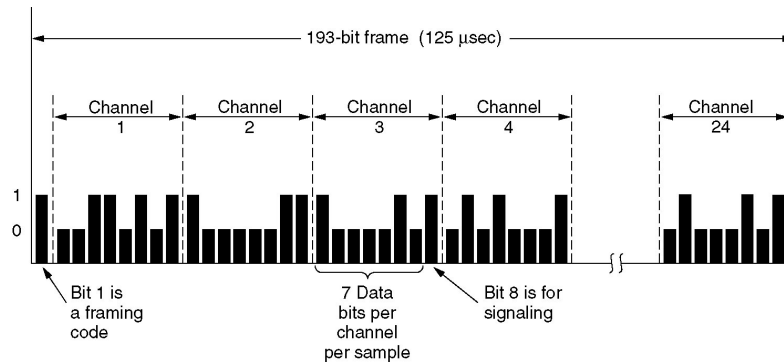 193-bit frame (125 μsec)
Channel
1
Channel
2
Channel
3
Channel
4
Channel
24
1
0
Bit 1 is
a framing
code
7 Data
bits per
channel
per sample
Bit 8 is for
signaling